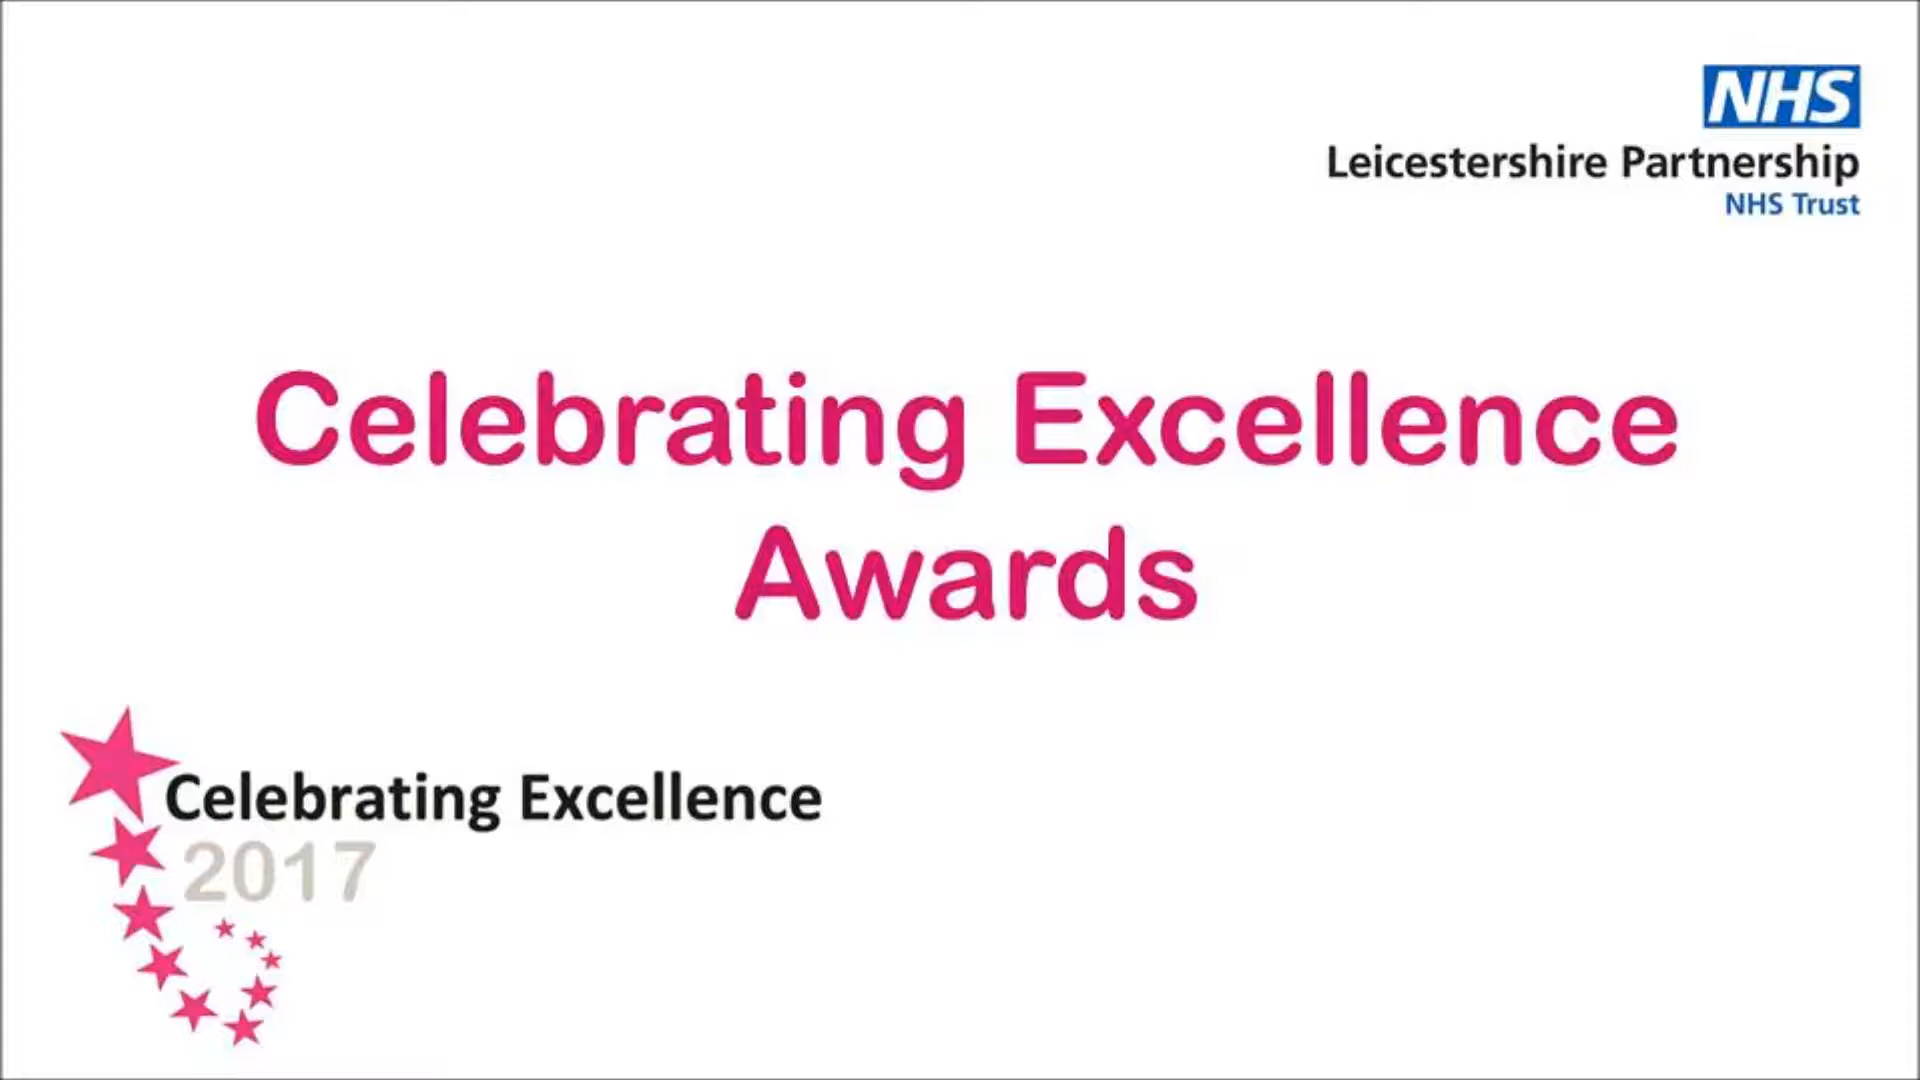 NHS
Leicestershire Partnership
NHS Trust
Celebrating Excellence
Awards
Celebrating Excellence
2017